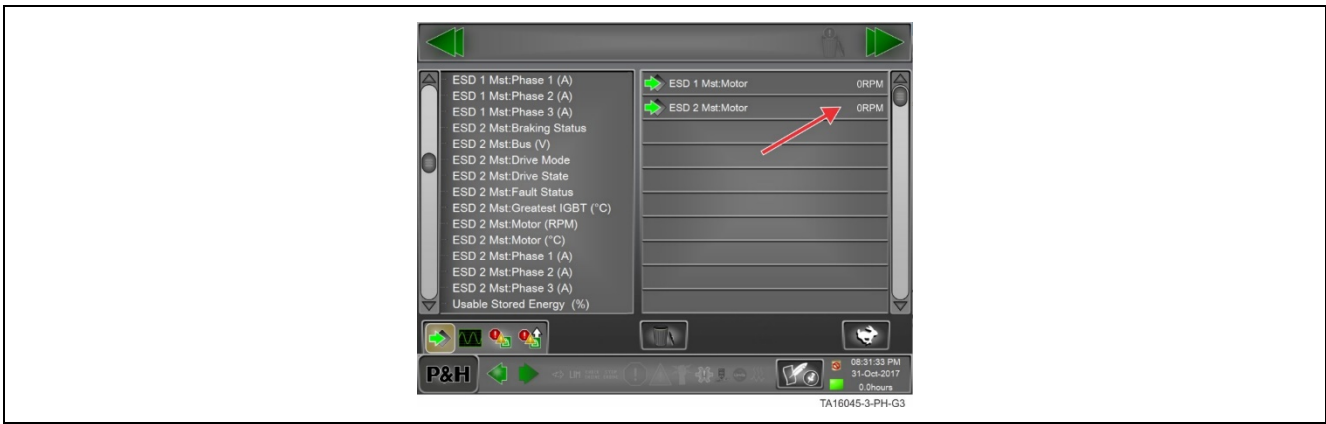 ESD 1 Mst:Phase 1 (A)
ESD 1 Mst:Phase 2 (A)
ESD 1 Mst:Phase 3 (A)
ESD 2 Mst:Braking Status
ESD 2 Mst:Bus (V)
ESD 2 Mst:Drive Mode
ESD 2 Mst:Drive State
ESD 2 Mst:Fault Status
ESD 2 Mst:Greatest IGBT (°C)
ESD 2 Mst:Motor (RPM)
ESD 2 Mst:Motor (°C)
ESD 2 Mst:Phase 1 (A)
ESD 2 Mst:Phase 2 (A)
ESD 2 Mst:Phase 3 (A)
Usable Stored Energy (%)
ESD 1 Mst:Motor 0RPM
ESD 2 Mst:Motor 0RPM
P&H
08:31:33 PM
31-Oct-2017
0.0hours
TA16045-3-PH-G3